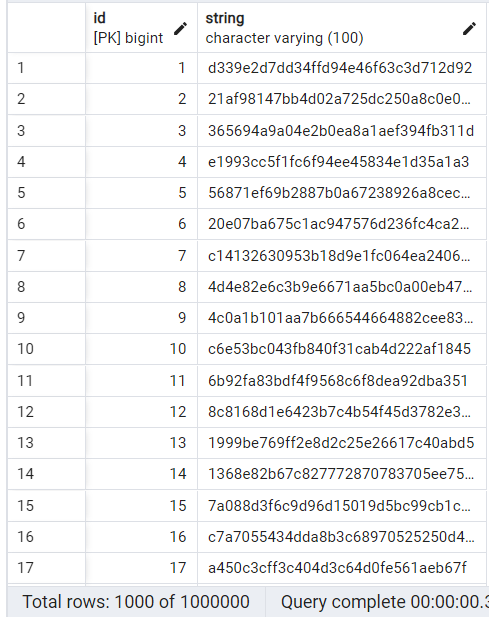 id string
[PK] bigint character varying (100)
1 1 d339e2d7dd34ffd94e46f63c3d712d92
2 2 21af98147bb4d02a725dc250a8c0e0…
3 3 365694a9a04e2b0ea8a1aef394fb311d
4 4 e1993cc5f1fc6f94ee45834e1d35a1a3
5 5 56871ef69b2887b0a67238926a8cec…
6 6 20e07ba675c1ac947576d236fc4ca2…
7 7 c14132630953b18d9e1fc064ea2406…
8 8 4d4e82e6c3b9e6671aa5bc0a00eb47…
9 9 4c0a1b101aa7b666544664882cee83…
10 10 c6e53bc043fb840f31cab4d222af1845
11 11 6b92fa83bdf4f9568c6f8dea92dba351
12 12 8c8168d1e6423b7c4b54f45d3782e3…
13 13 1999be769ff2e8d2c25e26617c40abd5
14 14 1368e82b67c827772870783705ee75…
15 15 7a088d3f6c9d96d15019d5bc99cb1c…
16 16 c7a7055434dda8b3c68970525250d4…
17 17 a450c3cff3c404d3c64d0fe561aeb67f
Total rows: 1000 of 1000000 Query complete 00:00:00.3